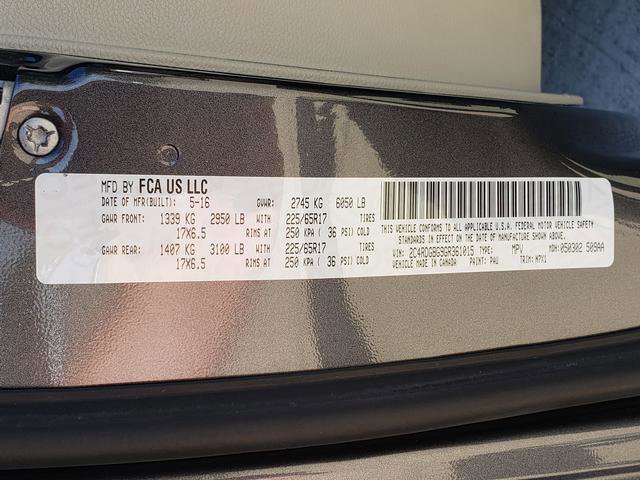 MFD BY FCA US LLC
DATE OF MFR(BUILT): 5-16 GVWR: 2745 KG 6050 LB
GAWR FRONT: 1339 KG 2950 LB WITH 225/65R17 TIRES
17X6.5 RIMS AT 250 KPA ( 36 PSI) COLD
GAWR REAR: 1407 KG 3100 LB WITH 225/65R17 TIRES
17X6.5 RIMS AT 250 KPA ( 36 PSI) COLD
THIS VEHICLE CONFORMS TO ALL APPLICABLE U.S.A. FEDERAL MOTOR VEHICLE SAFETY
STANDARDS IN EFFECT ON THE DATE OF MANUFACTURE SHOWN ABOVE.
VIN: 2C4RDGBG9GR361015 TYPE: MPV MDH: 050302 509AA
VEHICLE MADE IN CANADA PAINT: PAU TRIM: H7X1